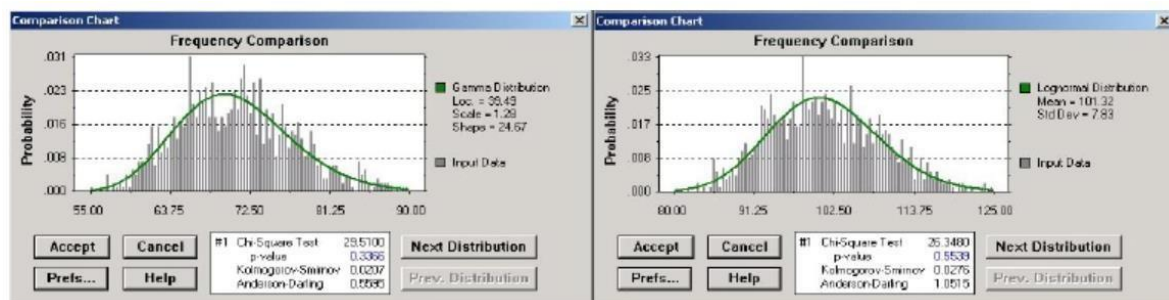 Comparison Chart
Frequency Comparison
.031
.023
.016
.008
.000
Probability
55.00 63.75 72.50 81.25 90.00
Gamma Distribution
Loc. = 39.49
Scale = 1.28
Shape = 24.67
Input Data
Accept
Cancel
Prefs...
Help
#1 Chi-Square Test 29.5100
p-value 0.3366
Kolmogorov-Smirnov 0.0207
Anderson-Darling 0.5595
Next Distribution
Prev. Distribution
Comparison Chart
Frequency Comparison
.033
.025
.017
.008
.000
Probability
80.00 91.25 102.50 113.75 125.00
Lognormal Distribution
Mean = 101.32
Std Dev = 7.83
Input Data
Accept
Cancel
Prefs...
Help
#1 Chi-Square Test 26.3480
p-value 0.5539
Kolmogorov-Smirnov 0.0276
Anderson-Darling 1.0515
Next Distribution
Prev. Distribution